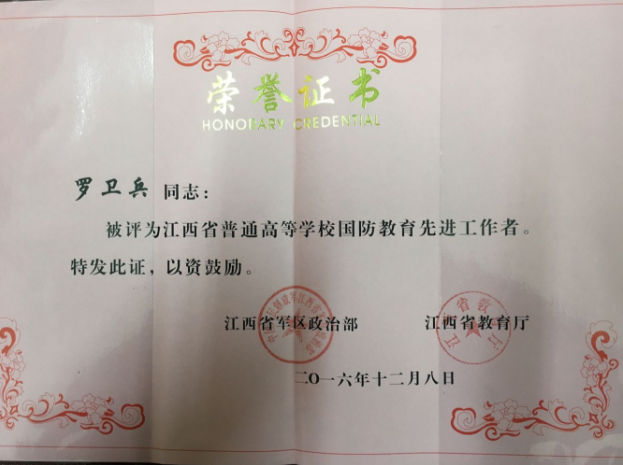 荣誉证书
HONORARY CREDENTIAL
罗卫兵 同志：
被评为江西省普通高等学校国防教育先进工作者。
特发此证，以资鼓励。
江西省军区政治部 江西省教育厅
二〇一六年十二月八日